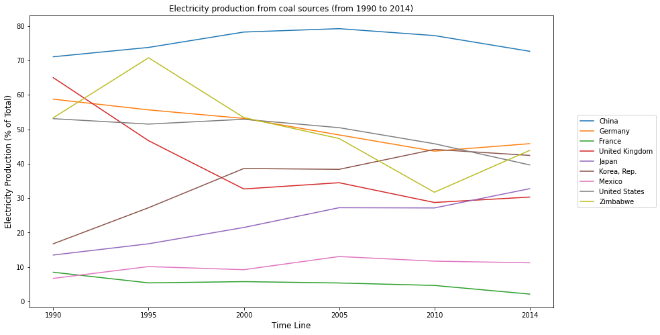 Electricity production from coal sources (from 1990 to 2014)
Electricity Production (% of Total)
80
70
60
50
40
30
20
10
0
1990
1995
2000
2005
2010
2014
Time Line
China
Germany
France
United Kingdom
Japan
Korea, Rep.
Mexico
United States
Zimbabwe